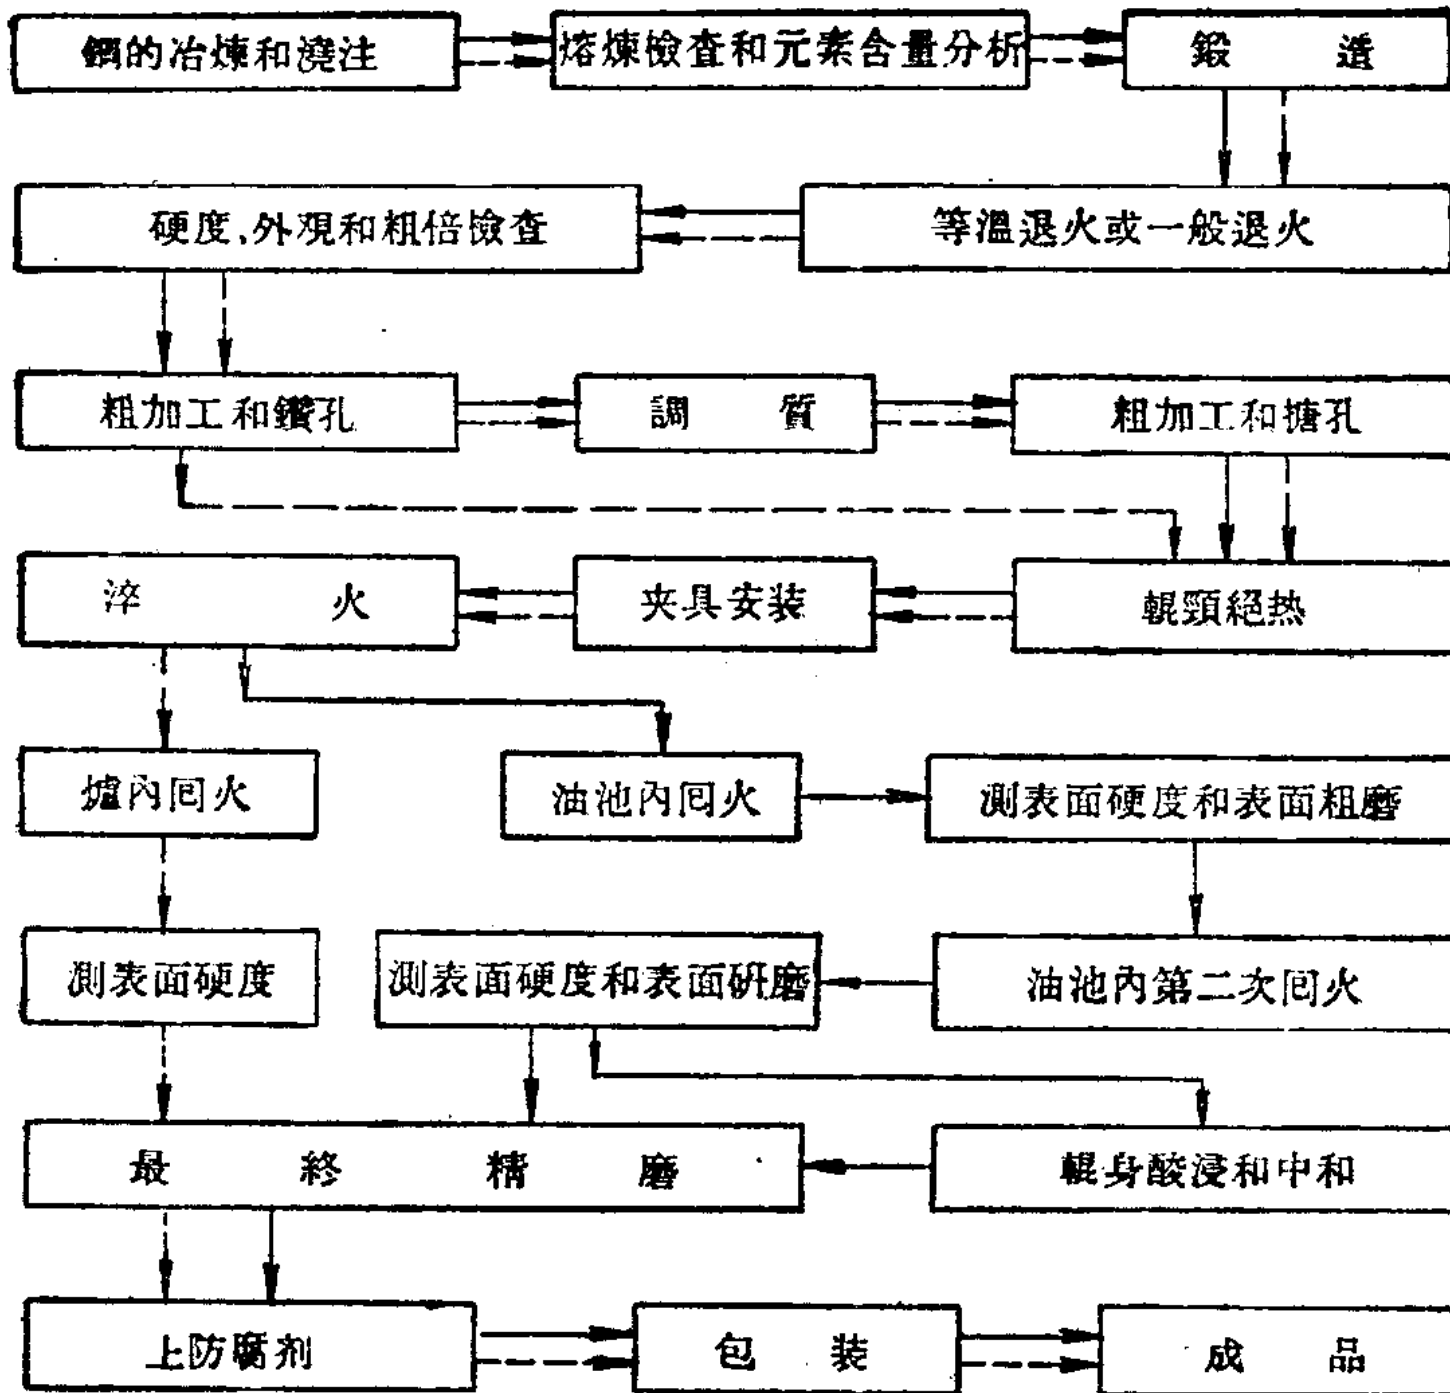 鋼的冶煉和澆注
熔煉檢查和元素含量分析
鍛 造
等溫退火或一般退火
硬度、外观和粗倍檢查
粗加工和鑽孔
調 質
粗加工和搪孔
輥頸絕热
夹具安装
淬 火
爐內回火
油池內回火
測表面硬度和表面粗磨
測表面硬度
測表面硬度和表面研磨
油池內第二次回火
最 終 精 磨
輥身酸浸和中和
上防腐剂
包 装
成 品